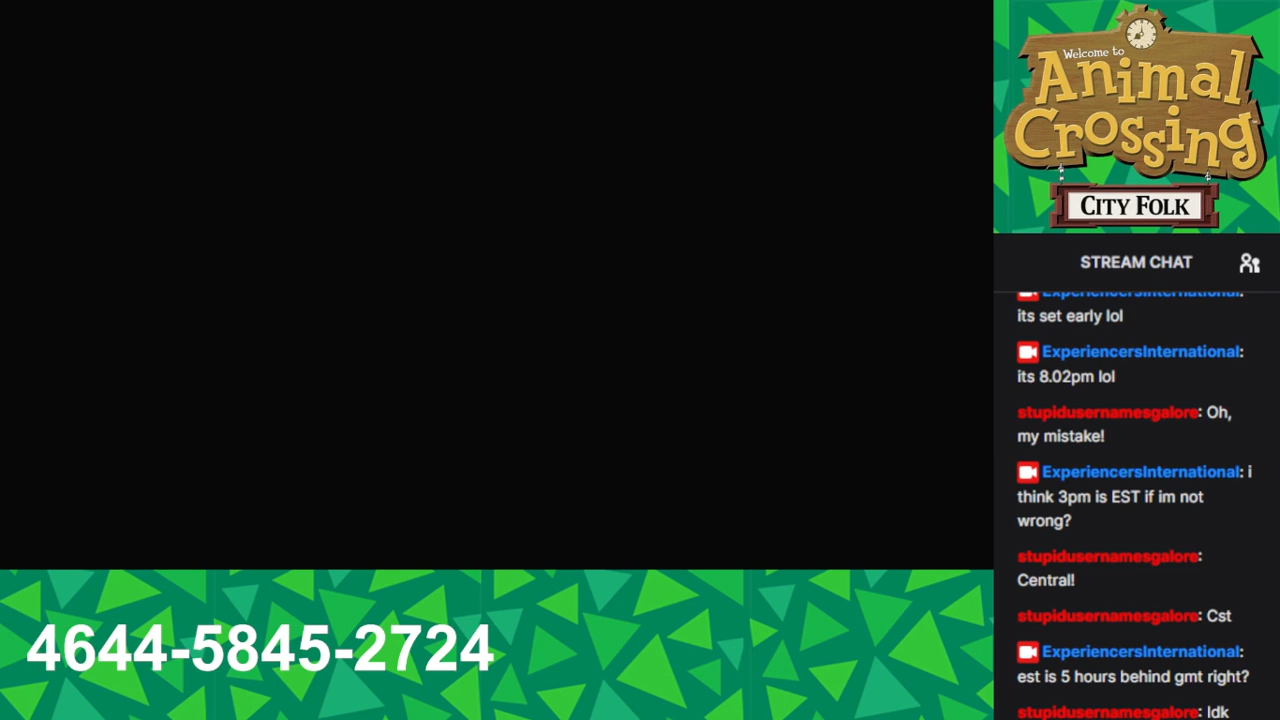 Welcome to
Animal
Crossing
CITY FOLK
STREAM CHAT
ExperiencersInternational:
its set early lol
ExperiencersInternational:
its 8.02pm lol
stupidusernamesgalore: Oh,
my mistake!
ExperiencersInternational: i
think 3pm is EST if im not
wrong?
stupidusernamesgalore:
Central!
stupidusernamesgalore: Cst
ExperiencersInternational:
est is 5 hours behind gmt right?
stupidusernamesgalore: Idk
4644-5845-2724